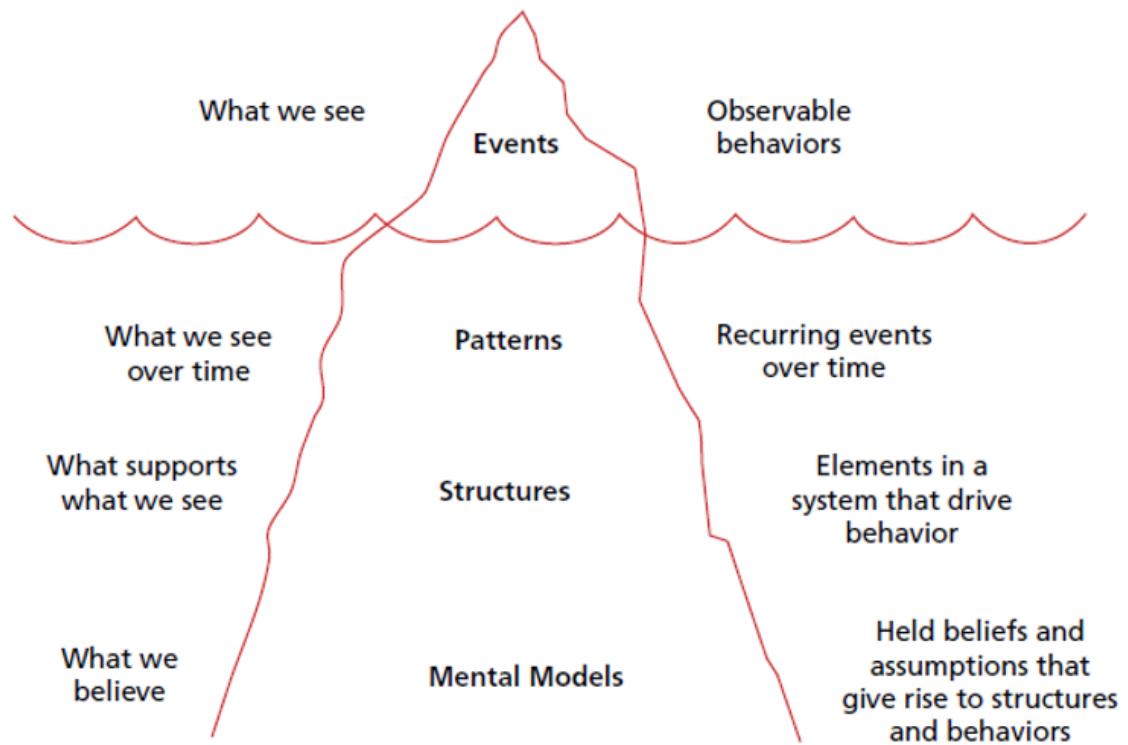 What we see
Events
Observable
behaviors
What we see
over time
Patterns
Recurring events
over time
What supports
what we see
Structures
Elements in a
system that drive
behavior
What we
believe
Mental Models
Held beliefs and
assumptions that
give rise to structures
and behaviors